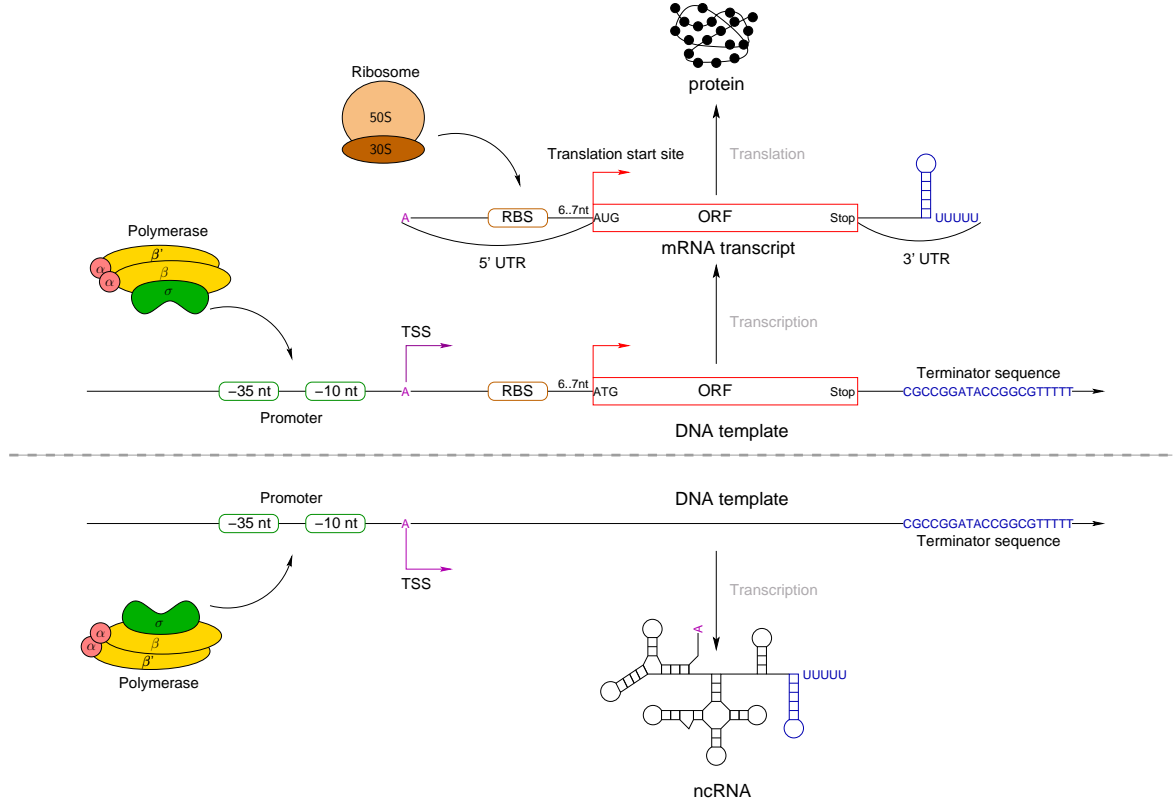 protein
Ribosome
50S
30S
Translation start site
Translation
A
RBS
6..7nt
AUG
ORF
Stop
UUUUU
5' UTR
mRNA transcript
3' UTR
Polymerase
β'
α
β
α
σ
TSS
Transcription
−35 nt
−10 nt
A
RBS
6..7nt
ATG
ORF
Stop
Terminator sequence
CGCCGGATACCGGCGTTTTT
Promoter
DNA template
Promoter
DNA template
−35 nt
−10 nt
A
CGCCGGATACCGGCGTTTTT
Terminator sequence
TSS
Transcription
σ
α
β
α
β'
Polymerase
A
UUUUU
ncRNA